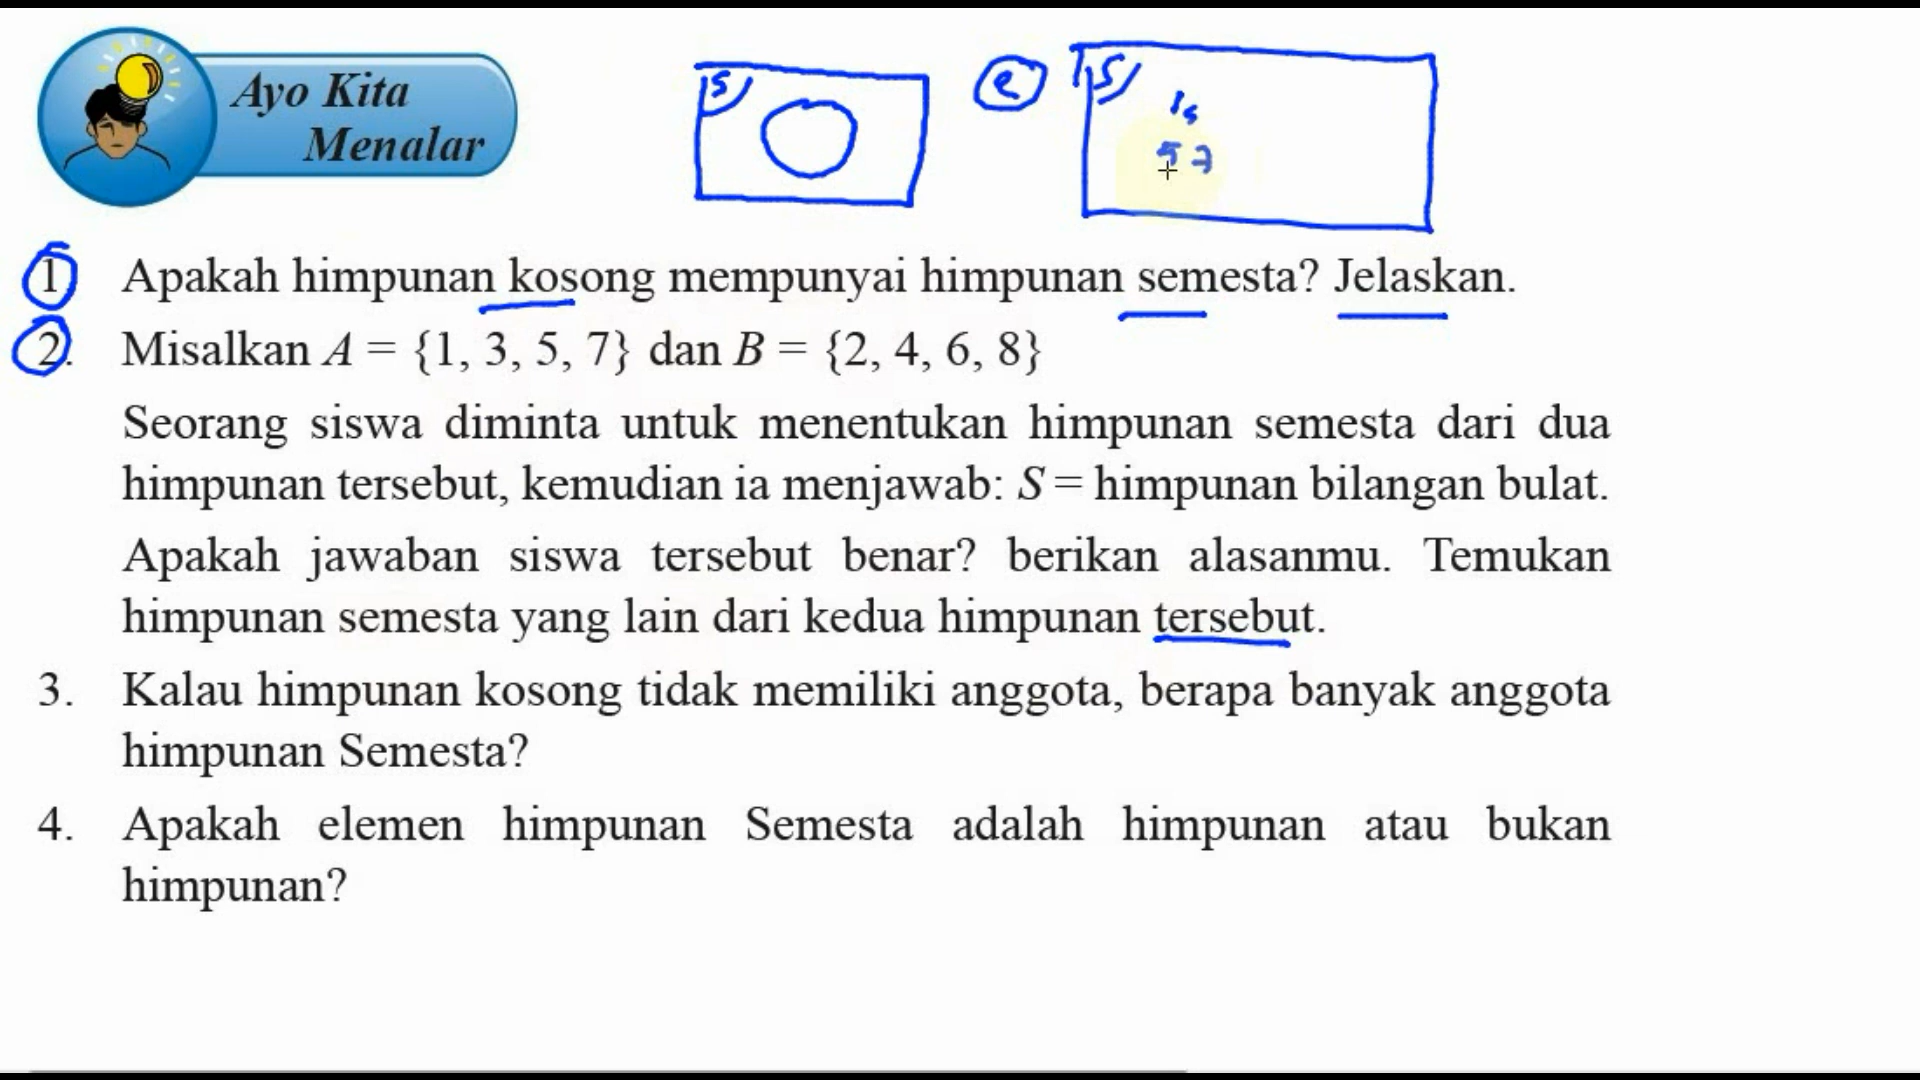 Ayo Kita
Menalar
S
2
S
1 3
5 7
1 Apakah himpunan kosong mempunyai himpunan semesta? Jelaskan.
2. Misalkan A = {1, 3, 5, 7} dan B = {2, 4, 6, 8}
Seorang siswa diminta untuk menentukan himpunan semesta dari dua
himpunan tersebut, kemudian ia menjawab: S = himpunan bilangan bulat.
Apakah jawaban siswa tersebut benar? berikan alasanmu. Temukan
himpunan semesta yang lain dari kedua himpunan tersebut.
3. Kalau himpunan kosong tidak memiliki anggota, berapa banyak anggota
himpunan Semesta?
4. Apakah elemen himpunan Semesta adalah himpunan atau bukan
himpunan?